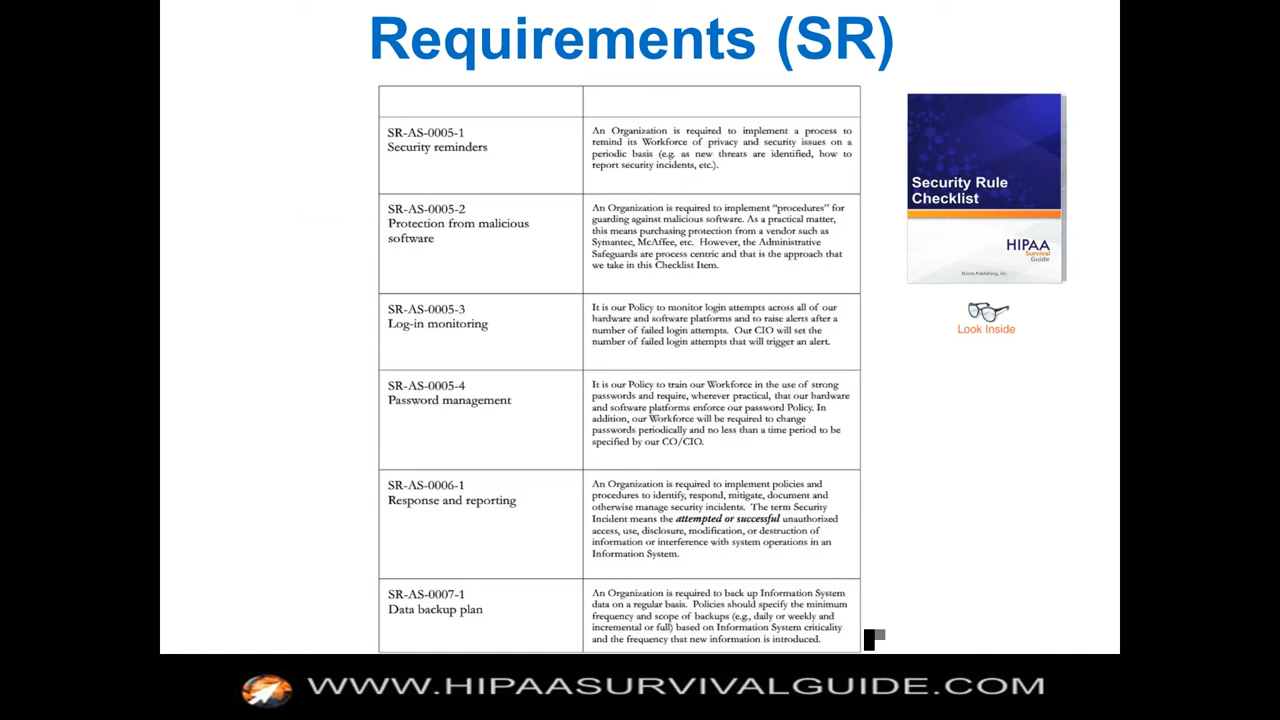 Requirements (SR)
SR-AS-0005-1
Security reminders
An Organization is required to implement a process to
remind its Workforce of privacy and security issues on a
periodic basis (e.g. as new threats are identified, how to
report security incidents, etc.).
SR-AS-0005-2
Protection from malicious
software
An Organization is required to implement “procedures” for
guarding against malicious software. As a practical matter,
this means purchasing protection from a vendor such as
Symantec, McAffee, etc. However, the Administrative
Safeguards are process centric and that is the approach that
we take in this Checklist Item.
SR-AS-0005-3
Log-in monitoring
It is our Policy to monitor login attempts across all of our
hardware and software platforms and to raise alerts after a
number of failed login attempts. Our CIO will set the
number of failed login attempts that will trigger an alert.
SR-AS-0005-4
Password management
It is our Policy to train our Workforce in the use of strong
passwords and require, wherever practical, that our hardware
and software platforms enforce our password Policy. In
addition, our Workforce will be required to change
passwords periodically and no less than a time period to be
specified by our CO/CIO.
SR-AS-0006-1
Response and reporting
An Organization is required to implement policies and
procedures to identify, respond, mitigate, document and
otherwise manage security incidents. The term Security
Incident means the attempted or successful unauthorized
access, use, disclosure, modification, or destruction of
information or interference with system operations in an
Information System.
SR-AS-0007-1
Data backup plan
An Organization is required to back up Information System
data on a regular basis. Policies should specify the minimum
frequency and scope of backups (e.g., daily or weekly and
incremental or full) based on Information System criticality
and the frequency that new information is introduced.
Security Rule
Checklist
HIPAA
Survival
Guide
3Lions Publishing, Inc.
Look Inside
WWW.HIPAASURVIVALGUIDE.COM